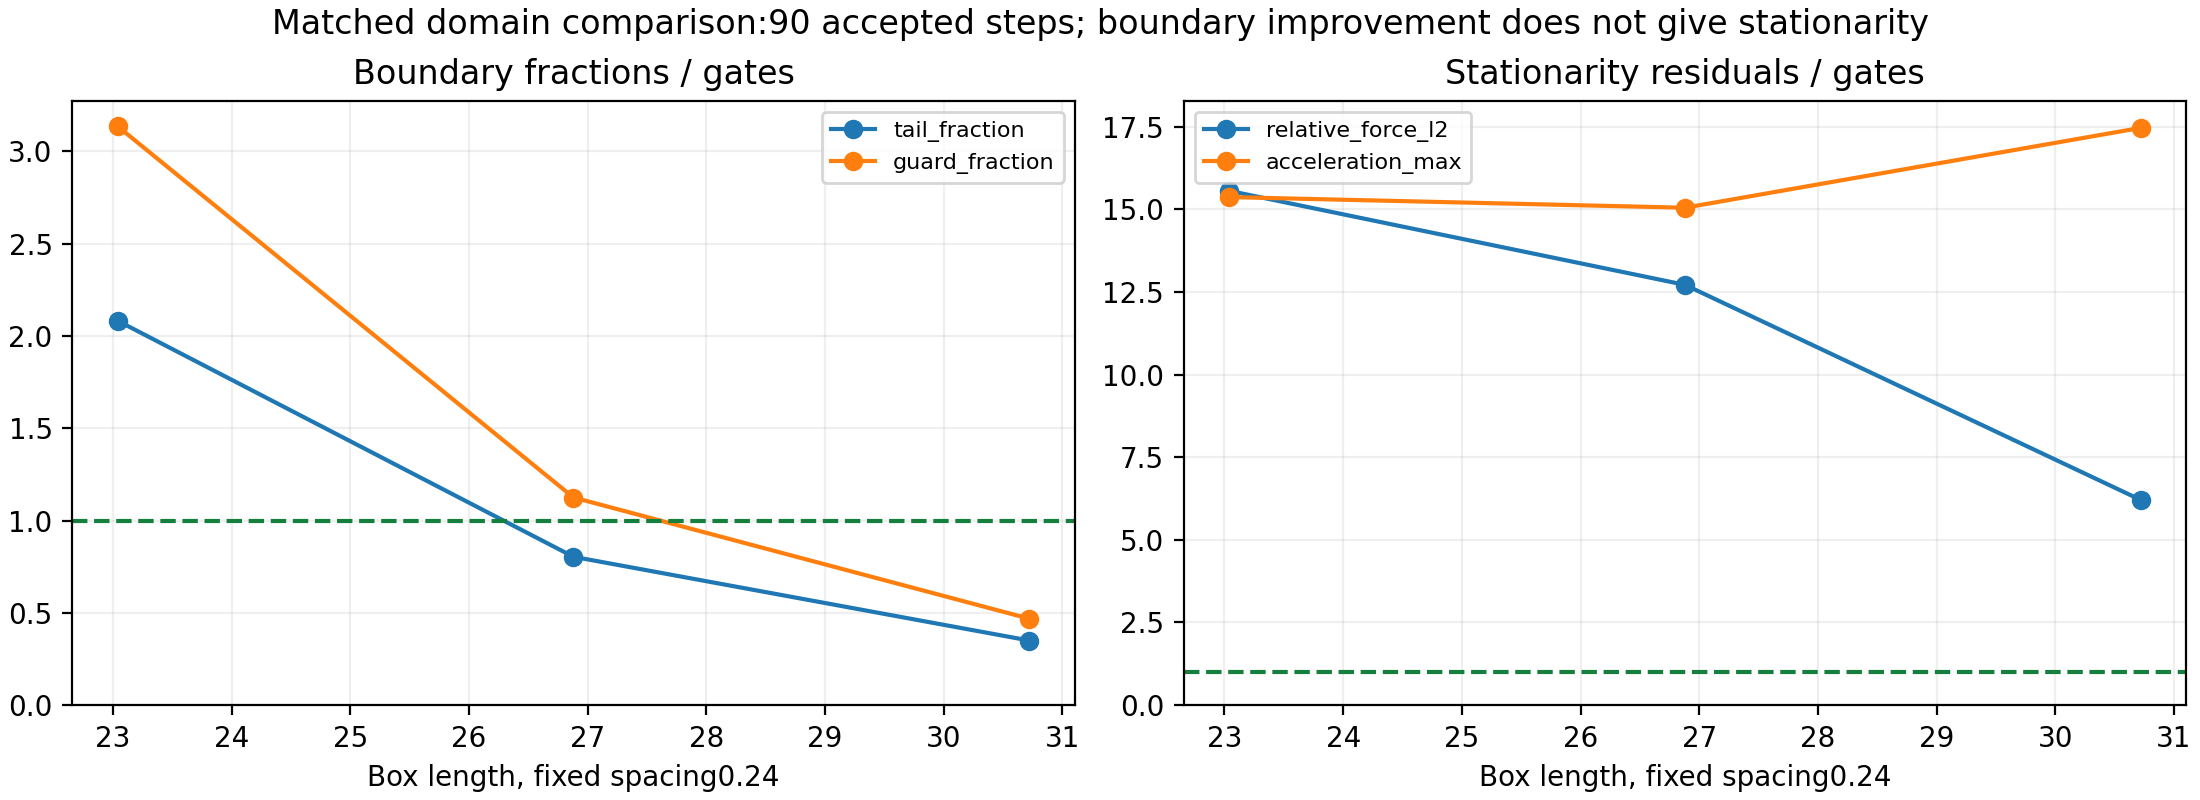 Matched domain comparison:90 accepted steps; boundary improvement does not give stationarity
Boundary fractions / gates
tail_fraction
guard_fraction
3.0
2.5
2.0
1.5
1.0
0.5
0.0
23 24 25 26 27 28 29 30 31
Box length, fixed spacing0.24
Stationarity residuals / gates
relative_force_l2
acceleration_max
17.5
15.0
12.5
10.0
7.5
5.0
2.5
0.0
23 24 25 26 27 28 29 30 31
Box length, fixed spacing0.24